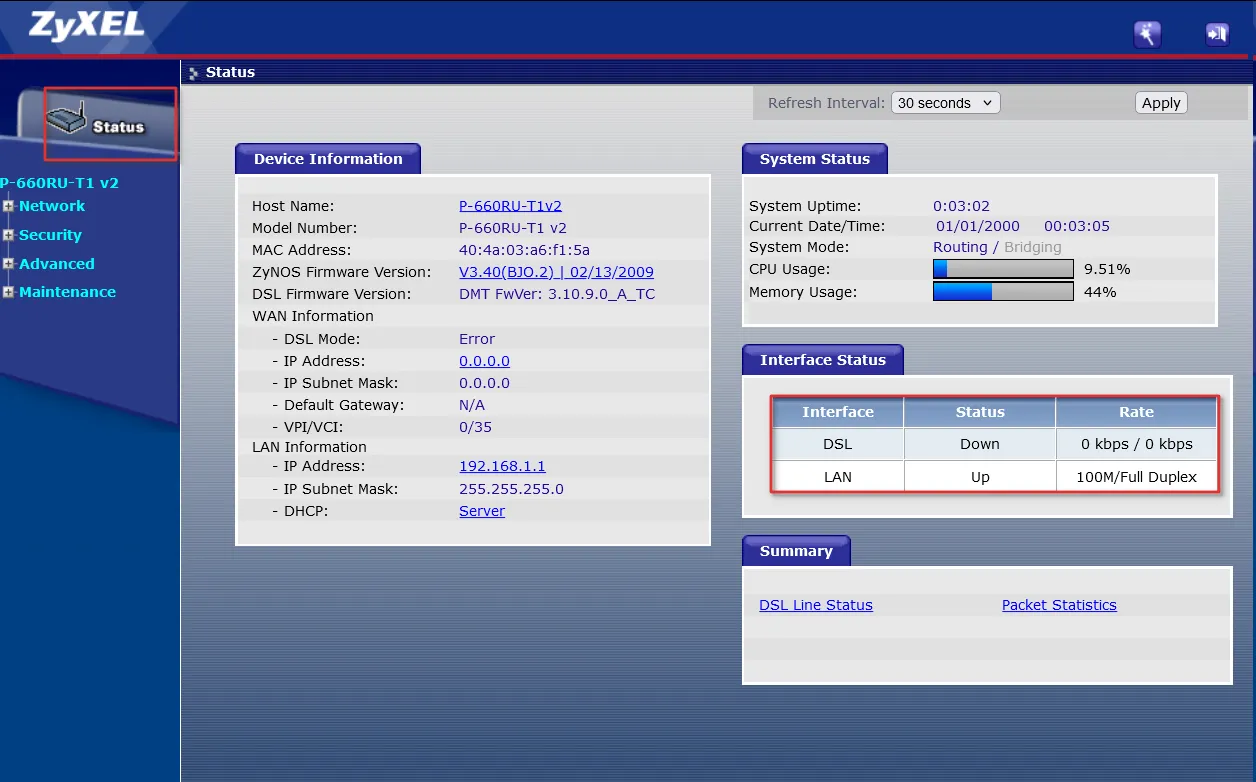 ZyXEL
Status
Refresh Interval: 30 seconds Apply
Status
P-660RU-T1 v2
Network
Security
Advanced
Maintenance
Device Information
Host Name: P-660RU-T1v2
Model Number: P-660RU-T1 v2
MAC Address: 40:4a:03:a6:f1:5a
ZyNOS Firmware Version: V3.40(BJO.2) | 02/13/2009
DSL Firmware Version: DMT FwVer: 3.10.9.0_A_TC
WAN Information
- DSL Mode: Error
- IP Address: 0.0.0.0
- IP Subnet Mask: 0.0.0.0
- Default Gateway: N/A
- VPI/VCI: 0/35
LAN Information
- IP Address: 192.168.1.1
- IP Subnet Mask: 255.255.255.0
- DHCP: Server
System Status
System Uptime: 0:03:02
Current Date/Time: 01/01/2000 00:03:05
System Mode: Routing / Bridging
CPU Usage: 9.51%
Memory Usage: 44%
Interface Status
Interface Status Rate
DSL Down 0 kbps / 0 kbps
LAN Up 100M/Full Duplex
Summary
DSL Line Status Packet Statistics